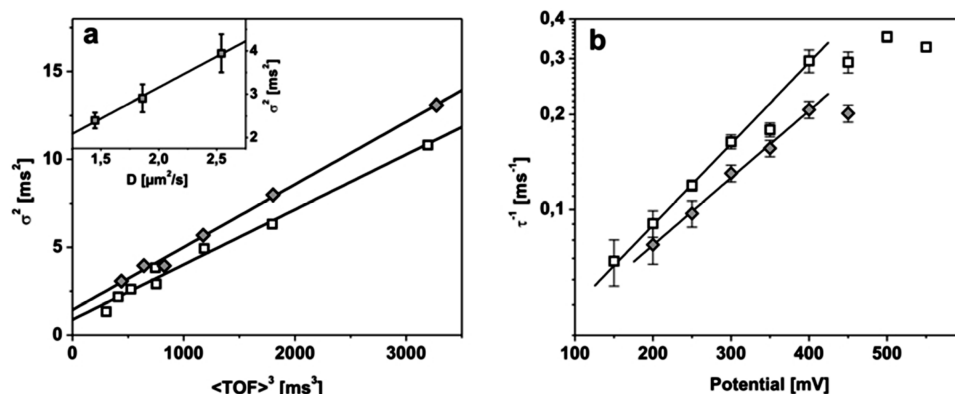 a
σ² [ms²]
15
10
5
0
0 1000 2000 3000
<TOF>³ [ms³]
4
3
2
σ² [ms²]
1,5 2,0 2,5
D [µm²/s]
b
τ⁻¹ [ms⁻¹]
0,4
0,3
0,2
0,1
100 200 300 400 500
Potential [mV]